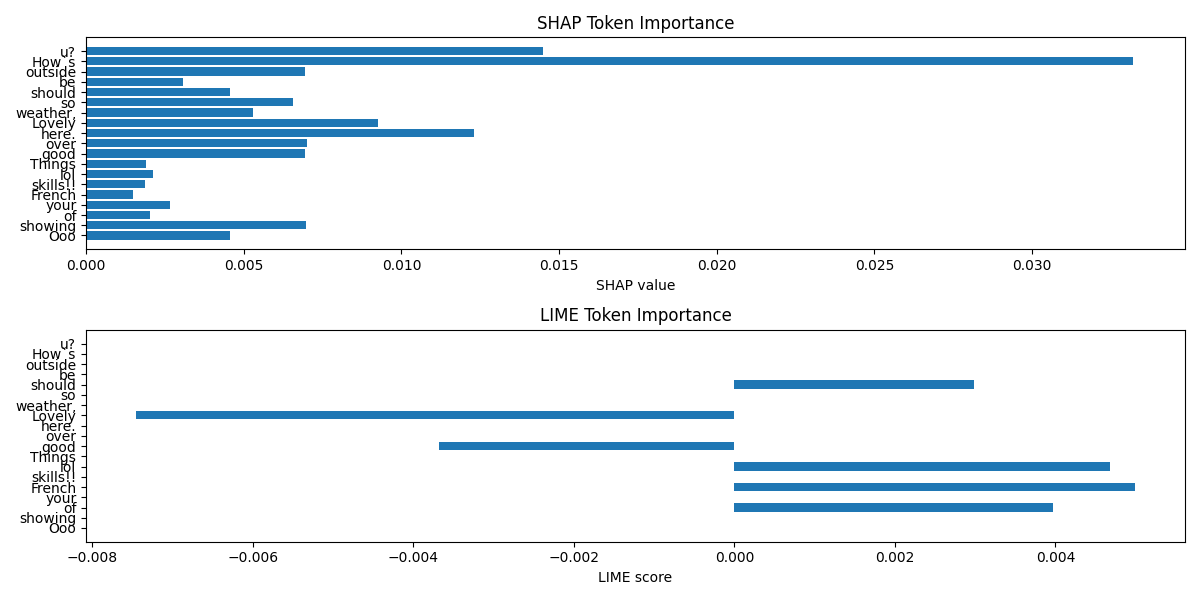 SHAP Token Importance
u?
How´s
outside
be
should
so
weather,
Lovely
here.
over
good
Things
lol
skills!!
French
your
of
showing
Ooo
0.000 0.005 0.010 0.015 0.020 0.025 0.030
SHAP value
LIME Token Importance
u?
How´s
outside
be
should
so
weather,
Lovely
here.
over
good
Things
lol
skills!!
French
your
of
showing
Ooo
−0.008 −0.006 −0.004 −0.002 0.000 0.002 0.004
LIME score